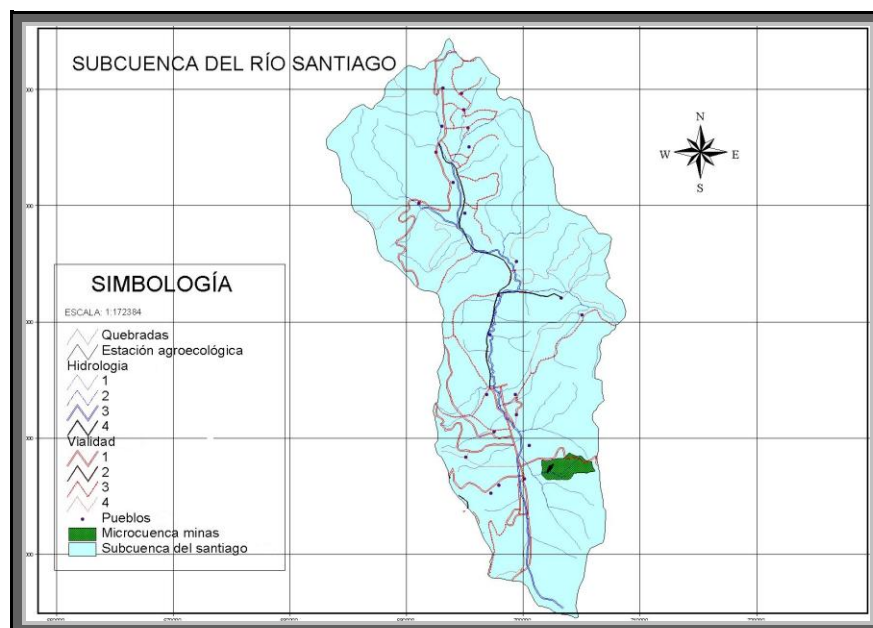 SUBCUENCA DEL RÍO SANTIAGO
N
W E
S
SIMBOLOGÍA
ESCALA: 1:172384
Quebradas
Estación agroecológica
Hidrologia
1
2
3
4
Vialidad
1
2
3
4
Pueblos
Microcuenca minas
Subcuenca del santiago